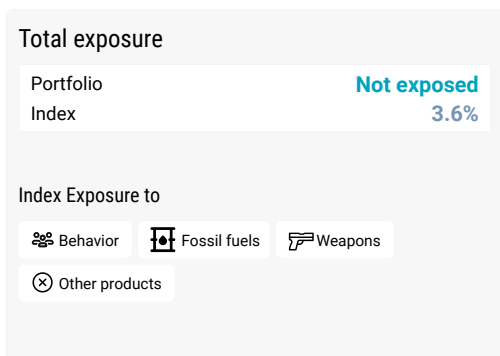 Total exposure
Portfolio Not exposed
Index 3.6%
Index Exposure to
Behavior Fossil fuels Weapons
Other products